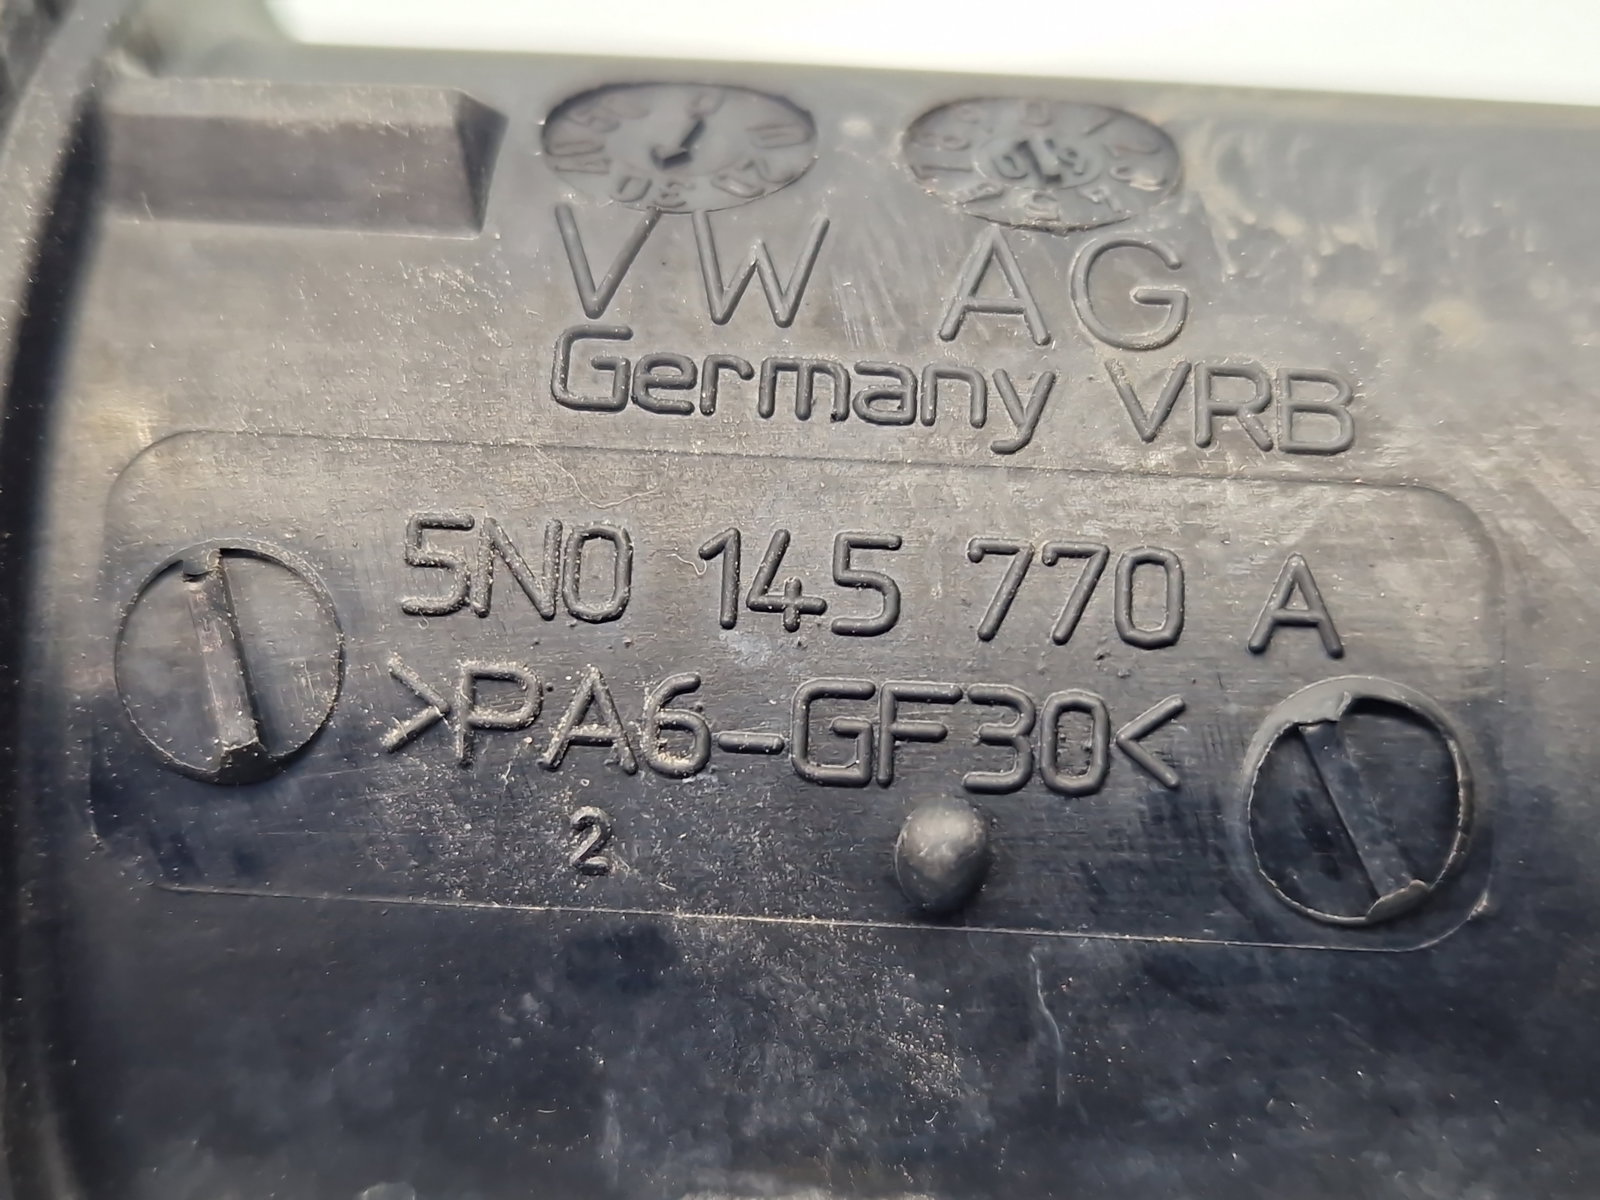 VW AG
Germany VRB
5N0 145 770 A
>PA6-GF30<
2